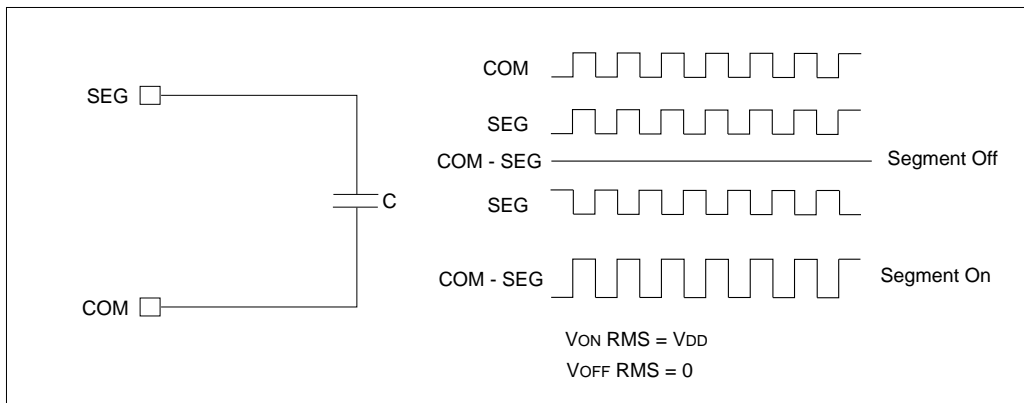 SEG
C
COM
COM
SEG
COM - SEG
Segment Off
SEG
COM - SEG
Segment On
VON RMS = VDD
VOFF RMS = 0